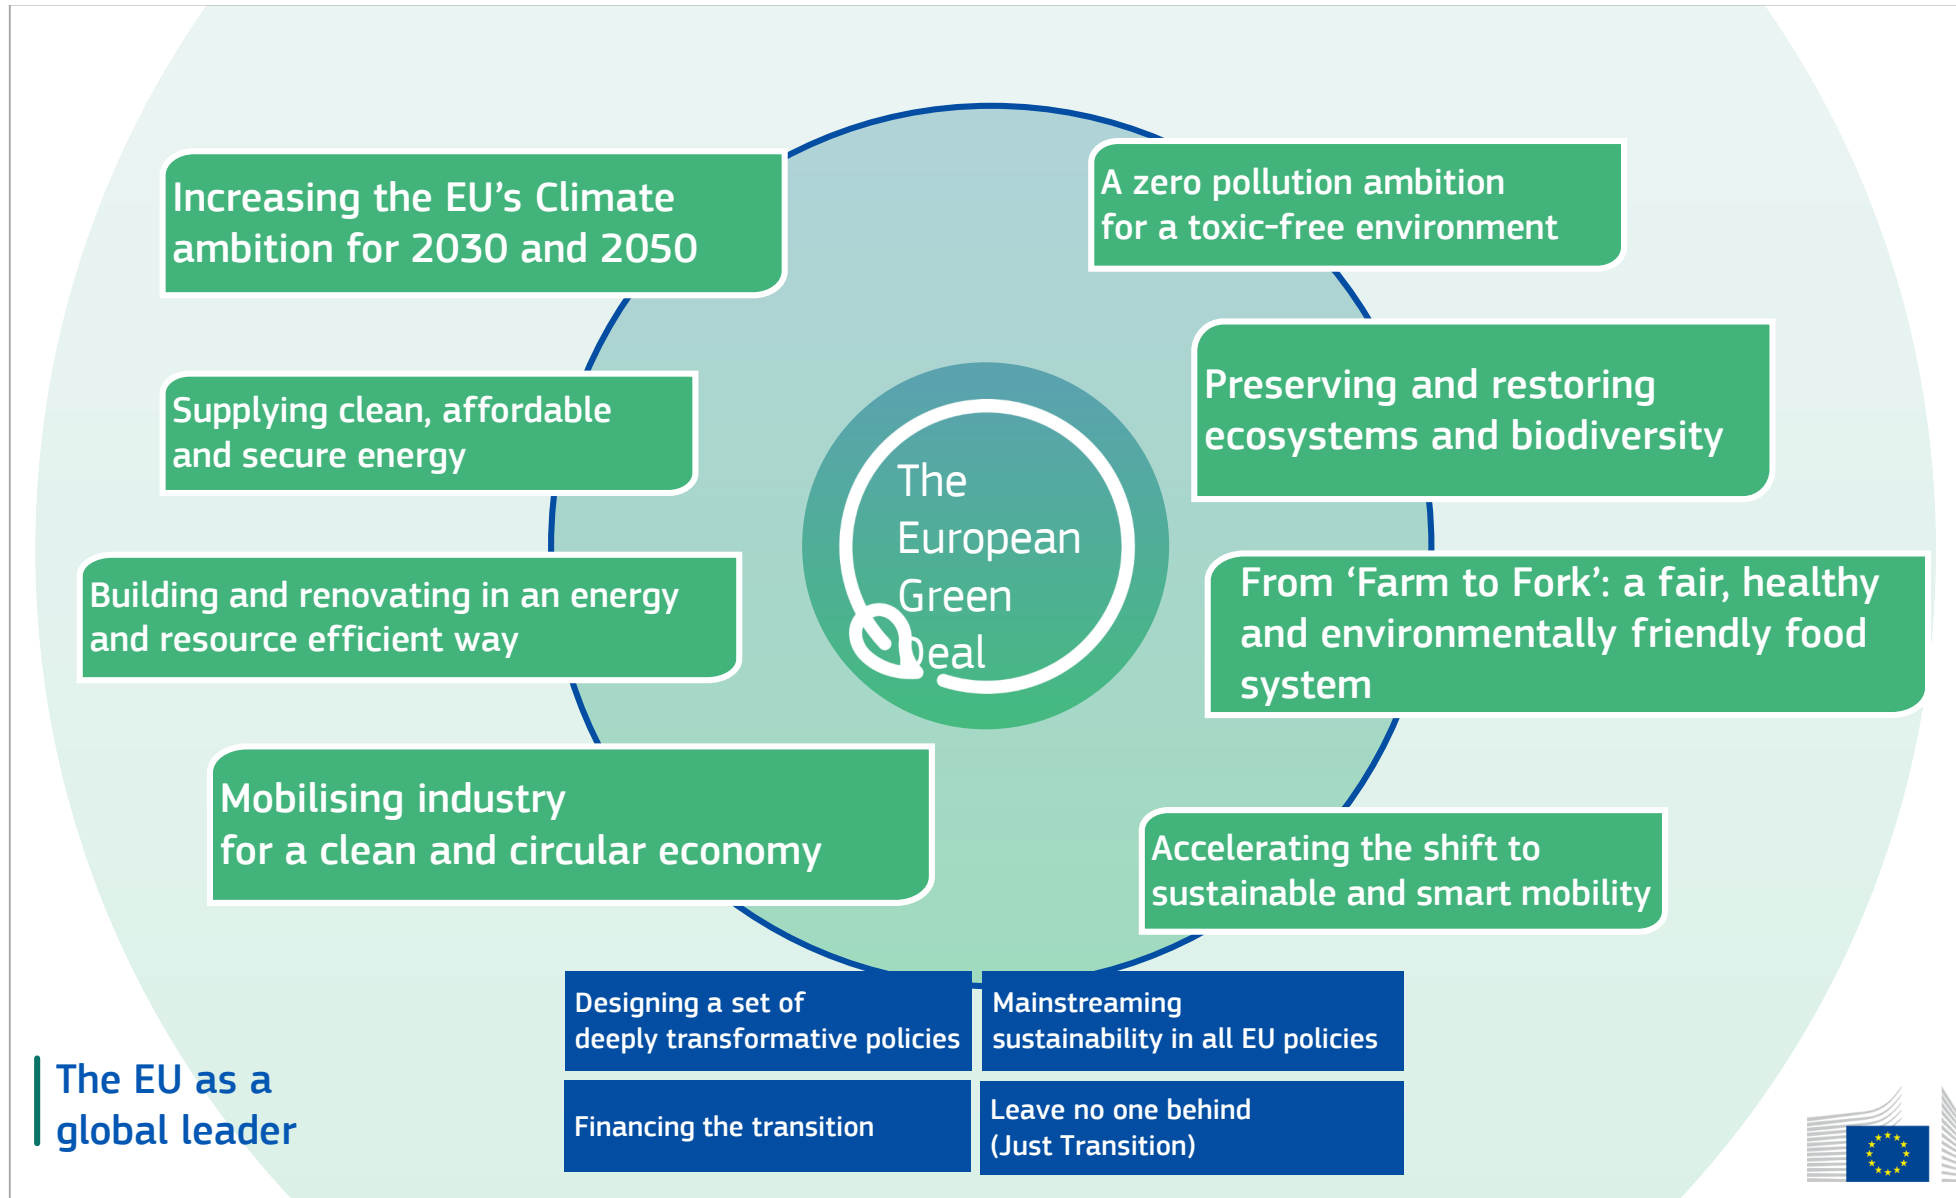 Increasing the EU's Climate
ambition for 2030 and 2050
A zero pollution ambition
for a toxic-free environment
Supplying clean, affordable
and secure energy
Preserving and restoring
ecosystems and biodiversity
The
European
Green
Deal
Building and renovating in an energy
and resource efficient way
From ‘Farm to Fork’: a fair, healthy
and environmentally friendly food
system
Mobilising industry
for a clean and circular economy
Accelerating the shift to
sustainable and smart mobility
Designing a set of
deeply transformative policies
Mainstreaming
sustainability in all EU policies
Financing the transition
Leave no one behind
(Just Transition)
The EU as a
global leader